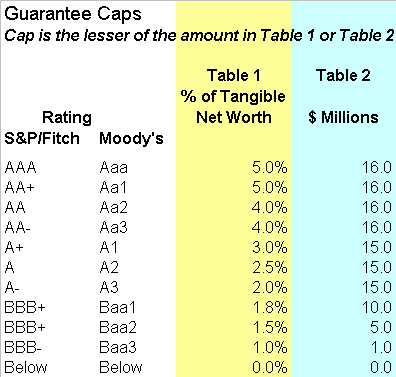 Guarantee Caps
Cap is the lesser of the amount in Table 1 or Table 2
Table 1 Table 2
% of Tangible
Rating Net Worth $ Millions
S&P/Fitch Moody's
AAA Aaa 5.0% 16.0
AA+ Aa1 5.0% 16.0
AA Aa2 4.0% 16.0
AA- Aa3 4.0% 16.0
A+ A1 3.0% 15.0
A A2 2.5% 15.0
A- A3 2.0% 15.0
BBB+ Baa1 1.8% 10.0
BBB+ Baa2 1.5% 5.0
BBB- Baa3 1.0% 1.0
Below Below 0.0% 0.0